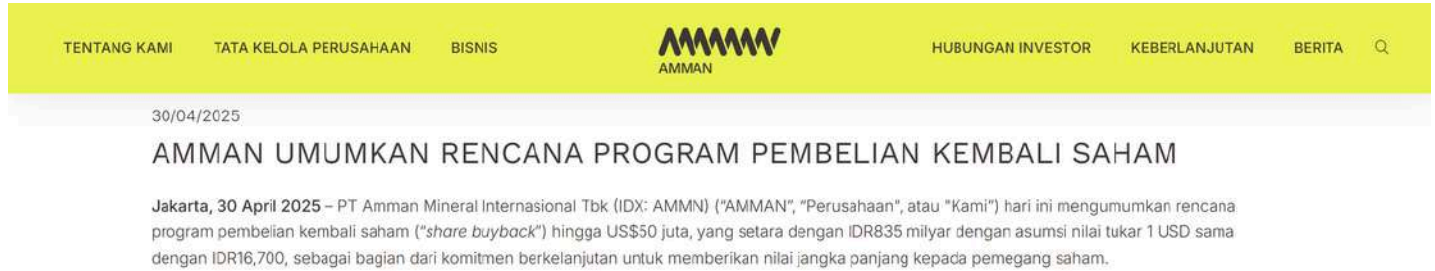 TENTANG KAMI TATA KELOLA PERUSAHAAN BISNIS AMMAN HUBUNGAN INVESTOR KEBERLANJUTAN BERITA
30/04/2025
AMMAN UMUMKAN RENCANA PROGRAM PEMBELIAN KEMBALI SAHAM
Jakarta, 30 April 2025 – PT Amman Mineral Internasional Tbk (IDX: AMMN) (“AMMAN”, “Perusahaan”, atau "Kami”) hari ini mengumumkan rencana
program pembelian kembali saham (“share buyback”) hingga US$50 juta, yang setara dengan IDR835 milyar dengan asumsi nilai tukar 1 USD sama
dengan IDR16,700, sebagai bagian dari komitmen berkelanjutan untuk memberikan nilai jangka panjang kepada pemegang saham.